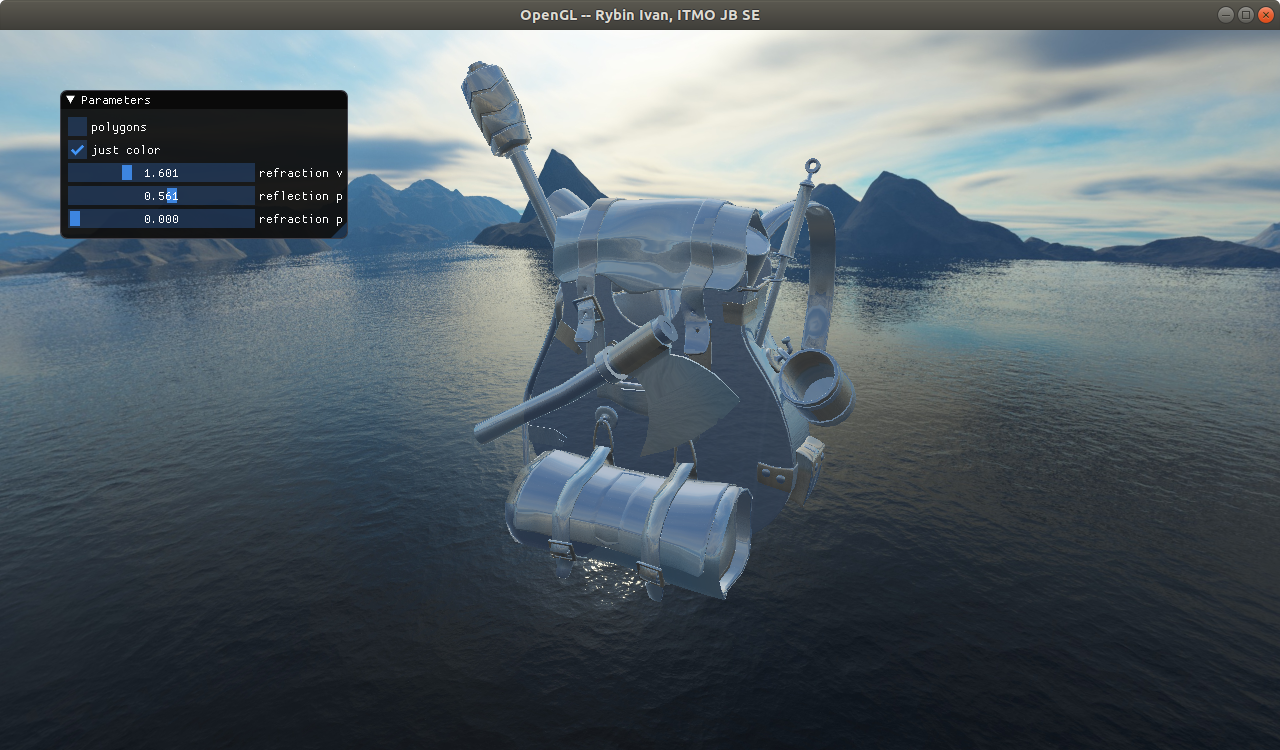 OpenGL -- Rybin Ivan, ITMO JB SE
Parameters
polygons
just color
1.601 refraction v
0.561 reflection p
0.000 refraction p